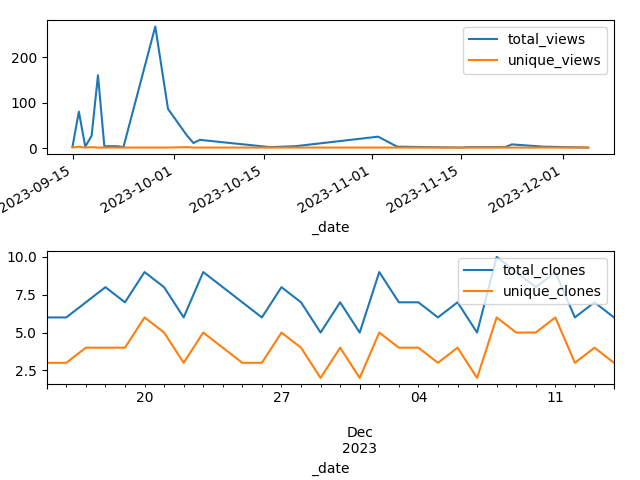 200
100
0
total_views
unique_views
2023-09-15
2023-10-01
2023-10-15
2023-11-01
2023-11-15
2023-12-01
_date
10.0
7.5
5.0
2.5
total_clones
unique_clones
20
27
04
11
Dec
2023
_date